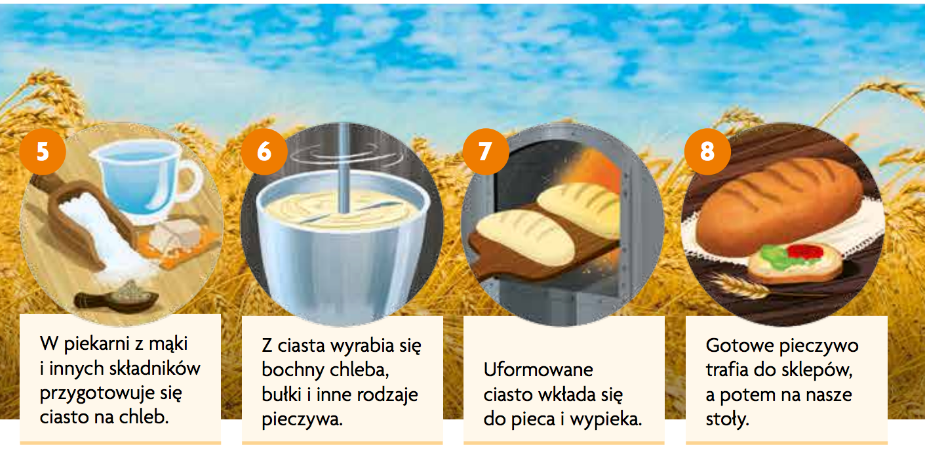 5
W piekarni z mąki
i innych składników
przygotowuje się
ciasto na chleb.
6
Z ciasta wyrabia się
bochny chleba,
bułki i inne rodzaje
pieczywa.
7
Uformowane
ciasto wkłada się
do pieca i wypieka.
8
Gotowe pieczywo
trafia do sklepów,
a potem na nasze
stoły.